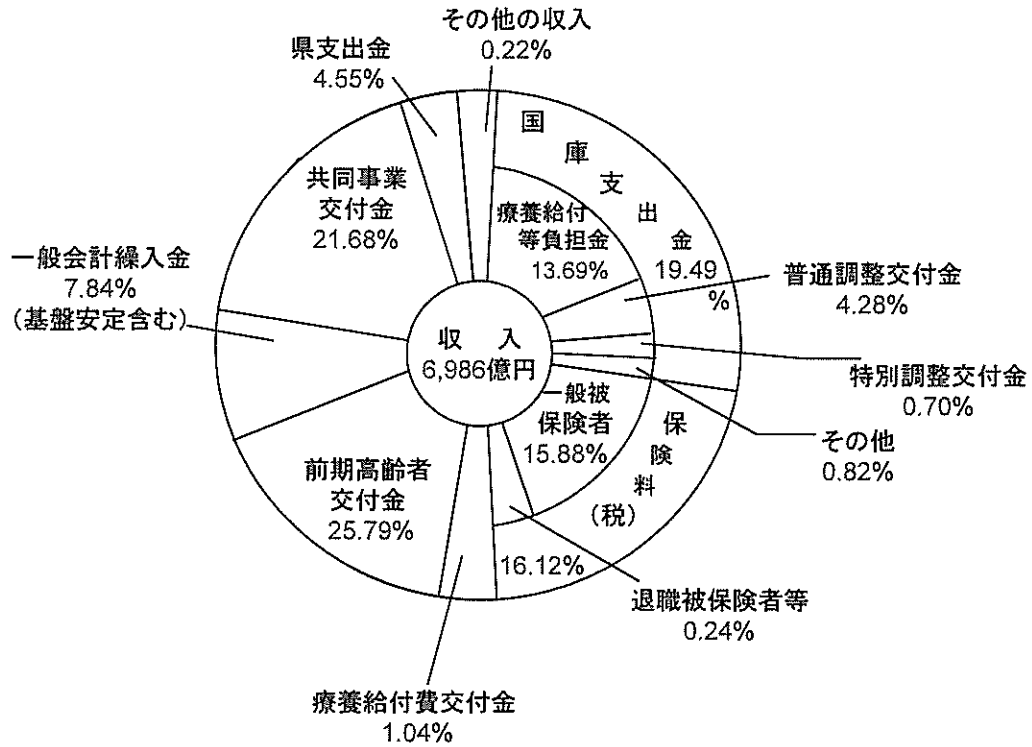 その他の収入
0.22%
県支出金
4.55%
国庫支出金
19.49
%
療養給付
等負担金
13.69%
普通調整交付金
4.28%
特別調整交付金
0.70%
その他
0.82%
収 入
6,986億円
一般被
保険者
15.88%
保険料
(税)
16.12%
退職被保険者等
0.24%
療養給付費交付金
1.04%
前期高齢者
交付金
25.79%
一般会計繰入金
7.84%
(基盤安定含む)
共同事業
交付金
21.68%